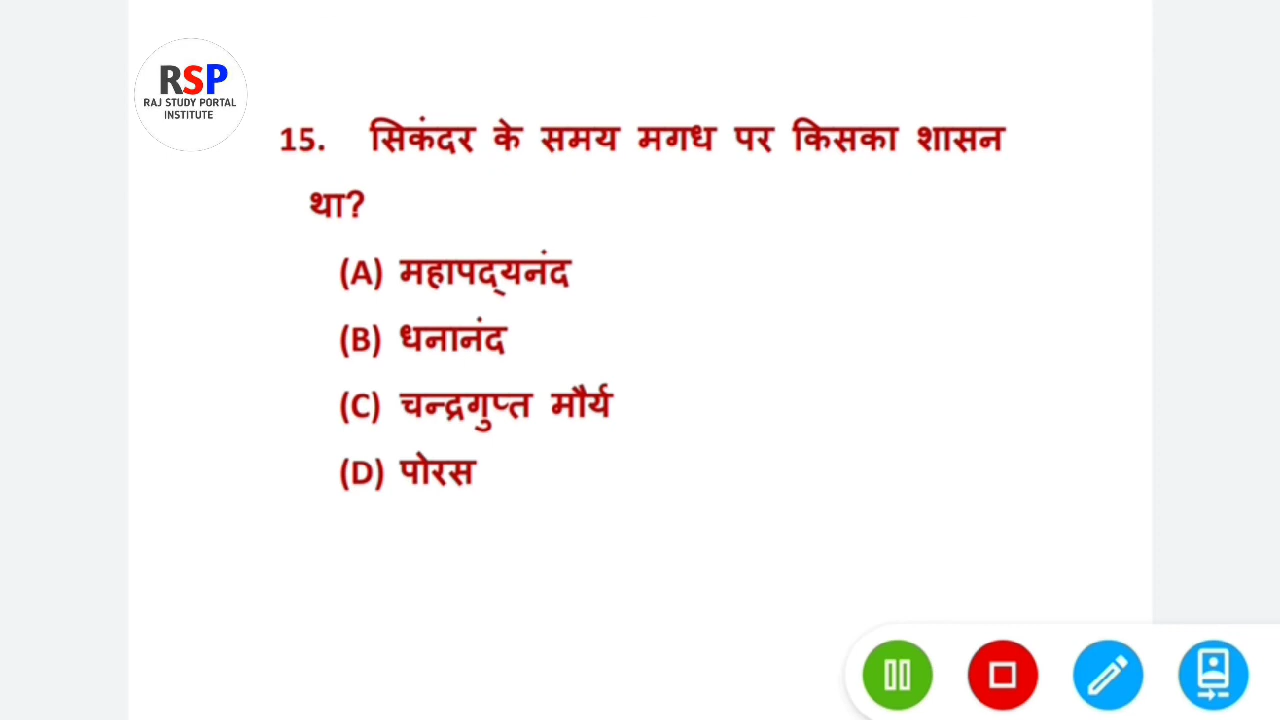 RSP
RAJ STUDY PORTAL
INSTITUTE
15. सिकंदर के समय मगध पर किसका शासन
था?
(A) महापद्‌यनंद
(B) धनानंद
(C) चन्द्रगुप्त मौर्य
(D) पोरस